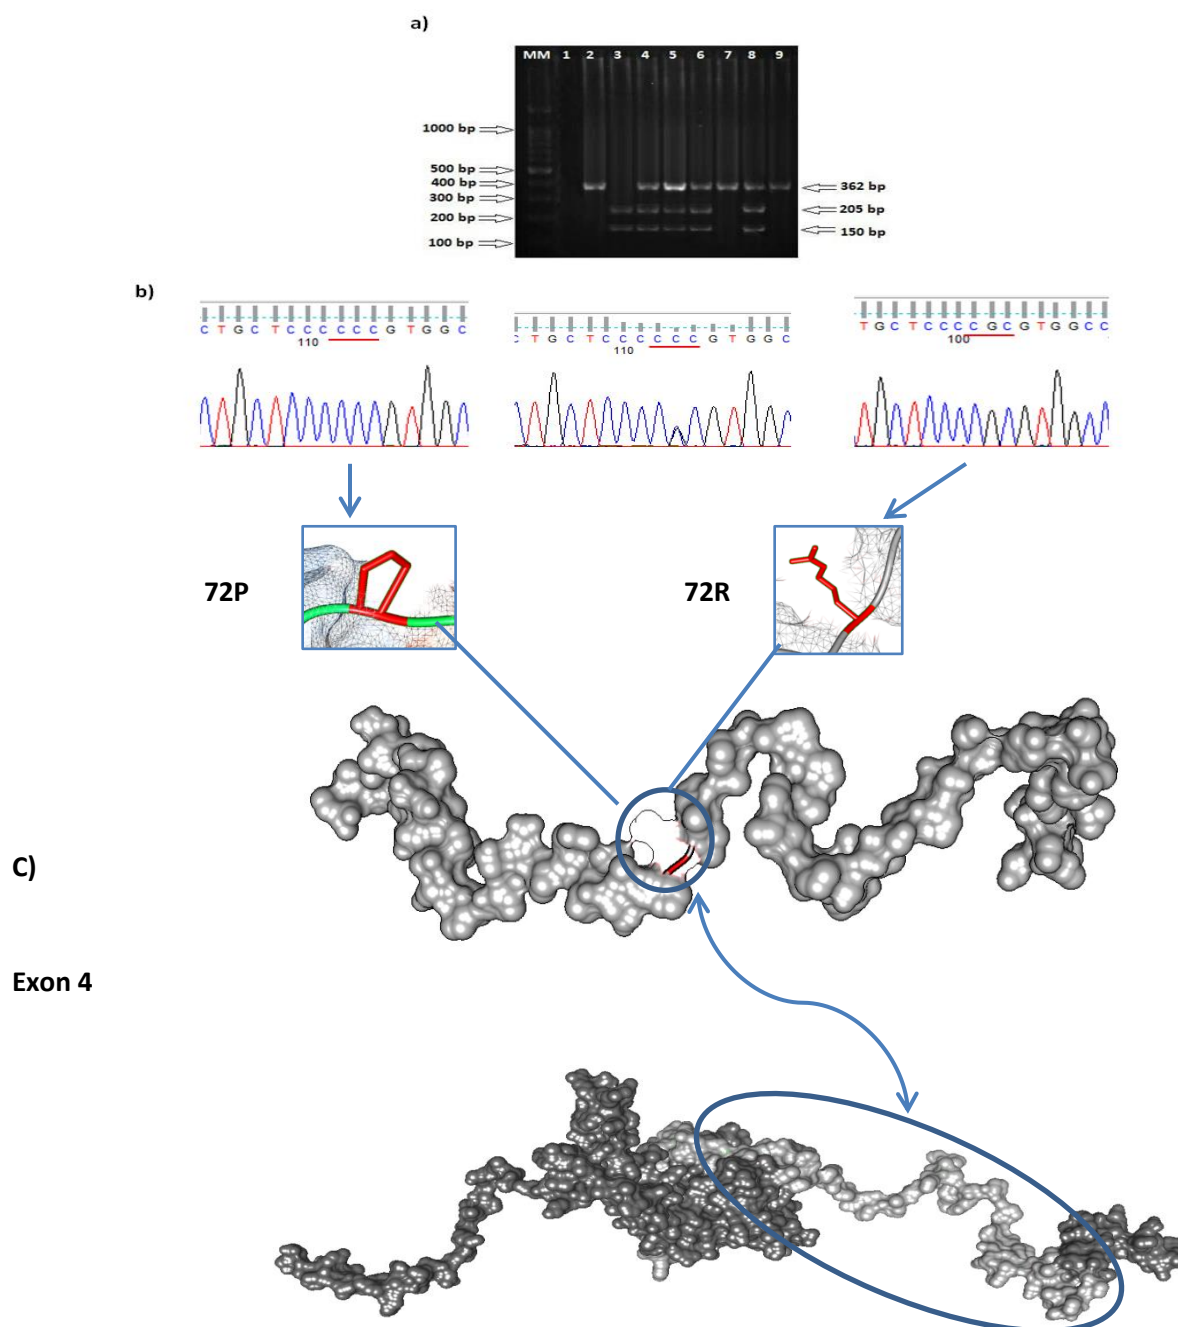 a)
MM 1 2 3 4 5 6 7 8 9
1000 bp
500 bp
400 bp
300 bp
200 bp
100 bp
362 bp
205 bp
150 bp
b)
C T G C T C C C C C C G T G G C
110
C T G C T C C C C C C G T G G C
110
T G C T C C C C G C G T G G C C
100
72P
72R
C)
Exon 4